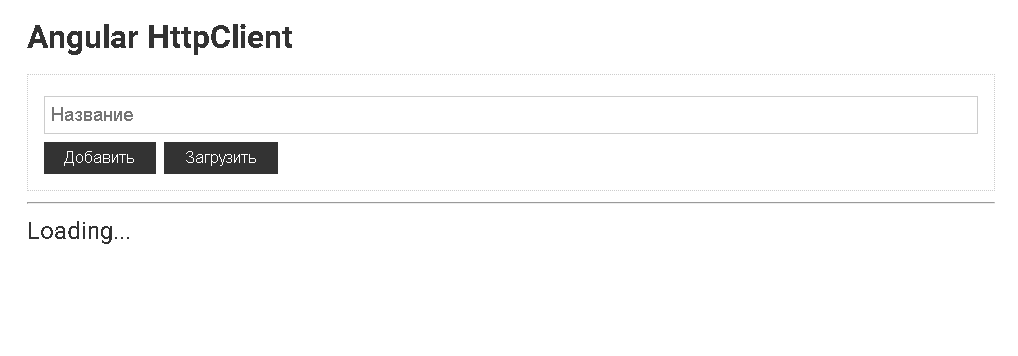 Angular HttpClient
Название
Добавить Загрузить
Loading...